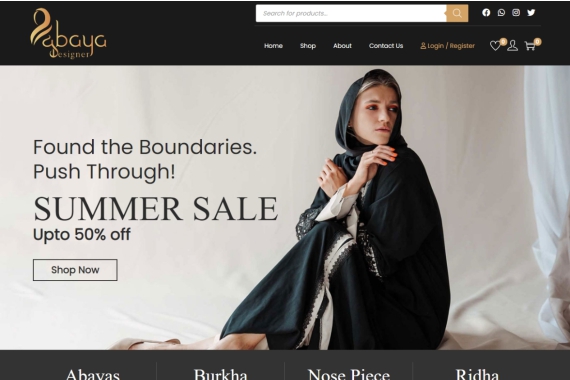 Search for products...
abaya
Designer
Home Shop About Contact Us Login / Register 0 0
Found the Boundaries.
Push Through!
SUMMER SALE
Upto 50% off
Shop Now
Abayas Burkha Nose Piece Ridha